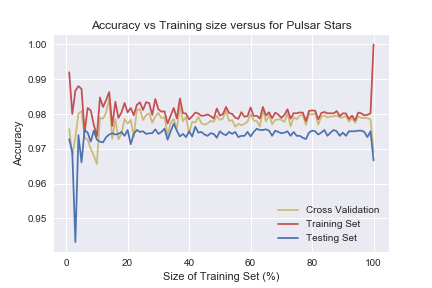 Accuracy vs Training size versus for Pulsar Stars
1.00
0.99
0.98
0.97
0.96
0.95
Accuracy
Cross Validation
Training Set
Testing Set
0 20 40 60 80 100
Size of Training Set (%)